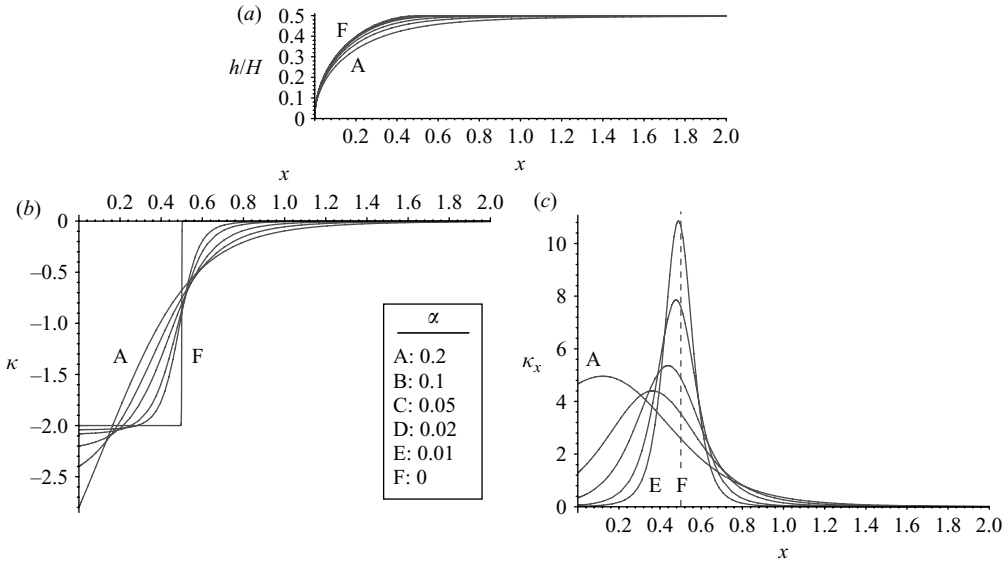 (a)
0.5
0.4
0.3
0.2
0.1
0
h/H
F
A
0.2 0.4 0.6 0.8 1.0 1.2 1.4 1.6 1.8 2.0
x
(b)
x
0.2 0.4 0.6 0.8 1.0 1.2 1.4 1.6 1.8 2.0
0
–0.5
–1.0
–1.5
–2.0
–2.5
κ
A
F
α
A: 0.2
B: 0.1
C: 0.05
D: 0.02
E: 0.01
F: 0
(c)
10
8
6
4
2
0
κx
A
E F
0.2 0.4 0.6 0.8 1.0 1.2 1.4 1.6 1.8 2.0
x